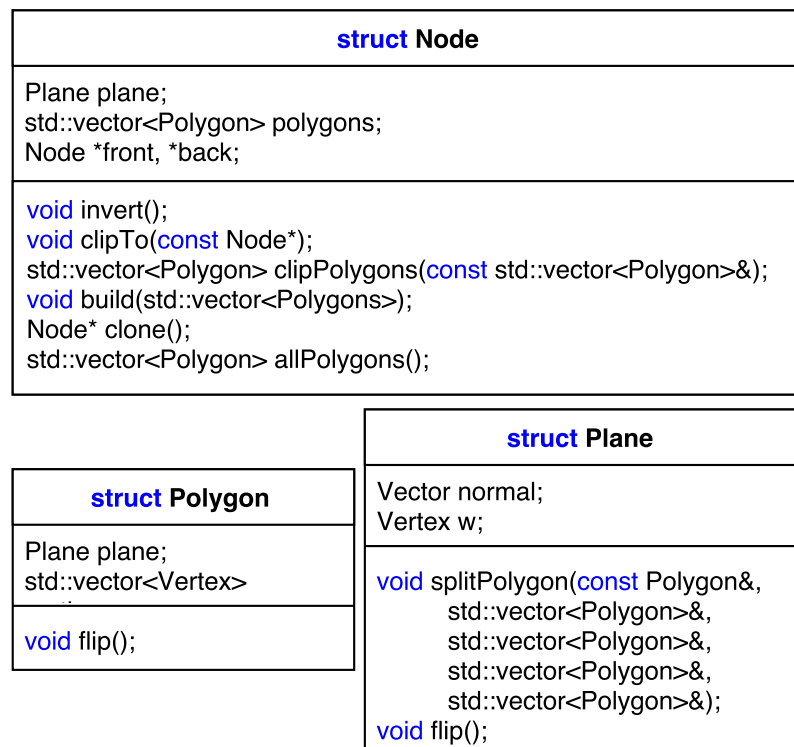 struct Node
Plane plane;
std::vector<Polygon> polygons;
Node *front, *back;
void invert();
void clipTo(const Node*);
std::vector<Polygon> clipPolygons(const std::vector<Polygon>&);
void build(std::vector<Polygons>);
Node* clone();
std::vector<Polygon> allPolygons();
struct Polygon
Plane plane;
std::vector<Vertex>
void flip();
struct Plane
Vector normal;
Vertex w;
void splitPolygon(const Polygon&,
std::vector<Polygon>&,
std::vector<Polygon>&,
std::vector<Polygon>&,
std::vector<Polygon>&);
void flip();